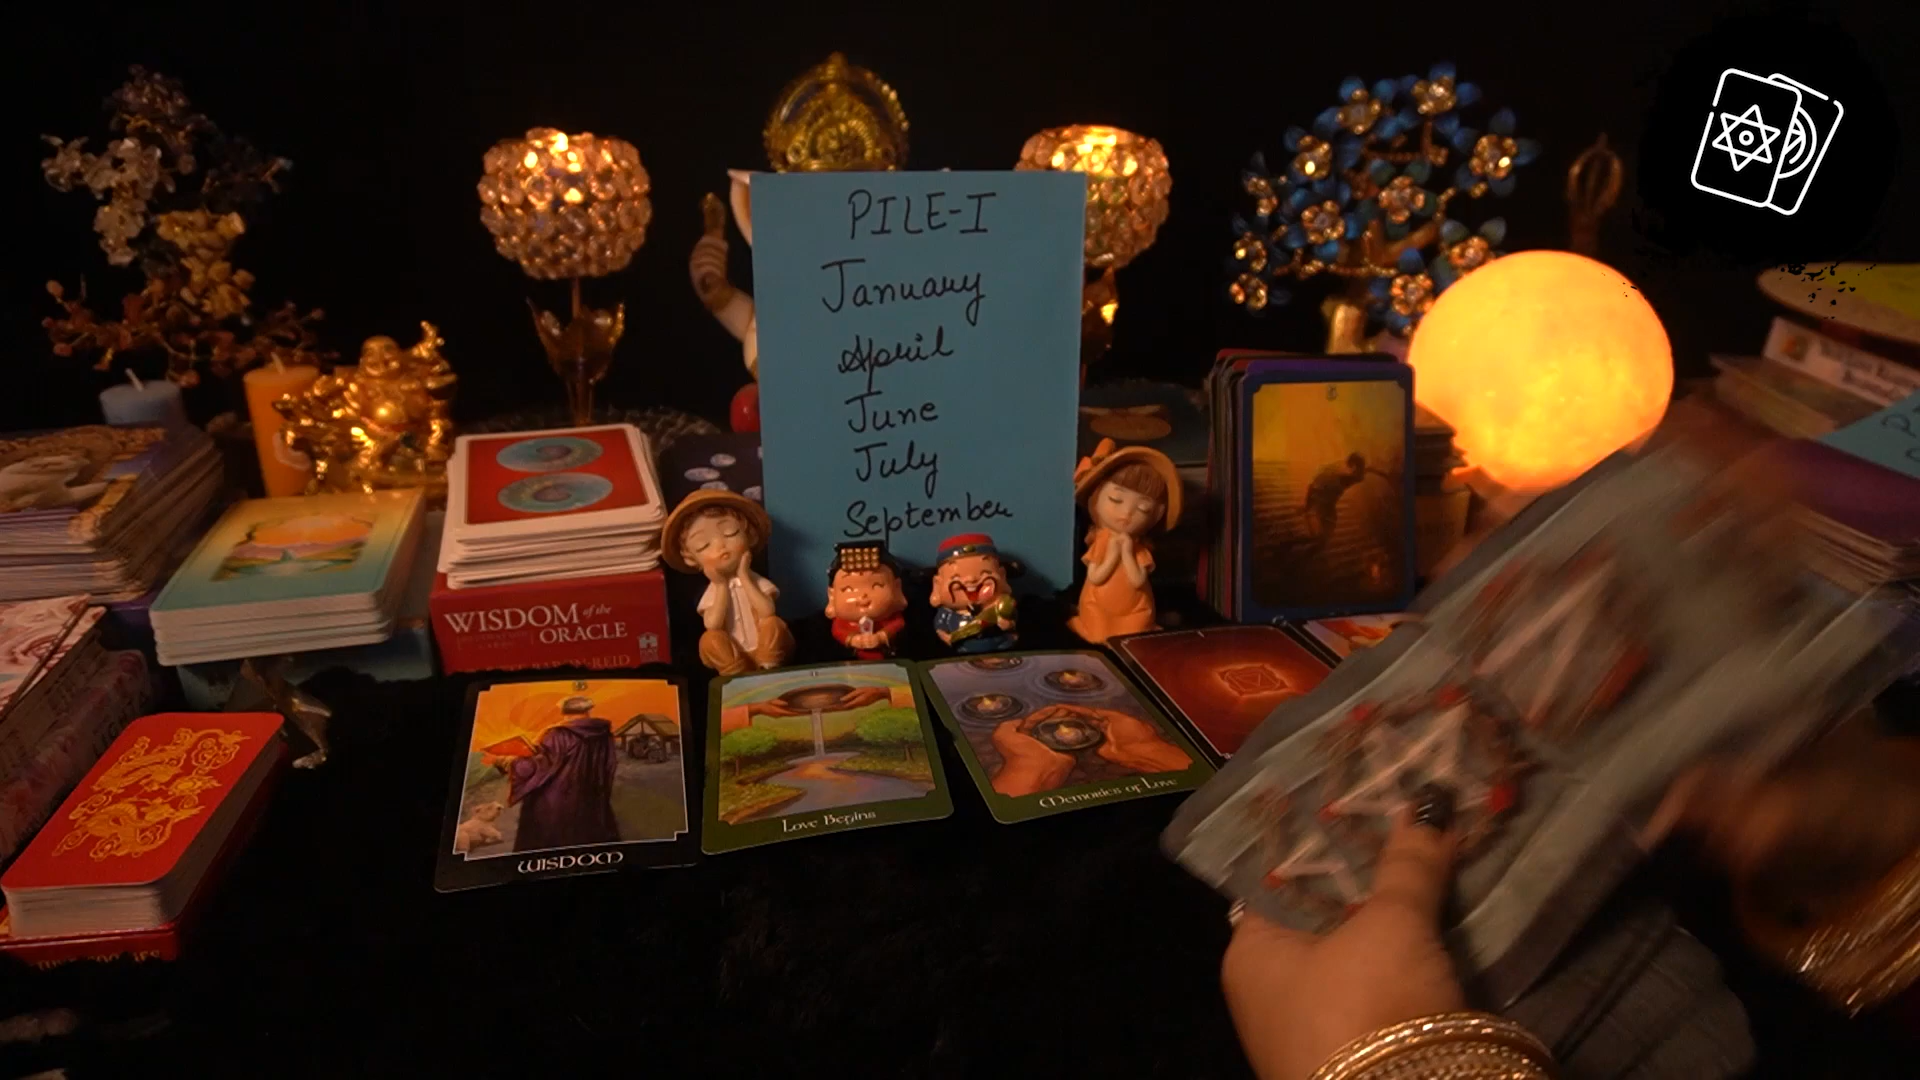 PILE-I
January
April
June
July
September
WISDOM of the
ORACLE
WISDOM
Love Begins
Memories of Love